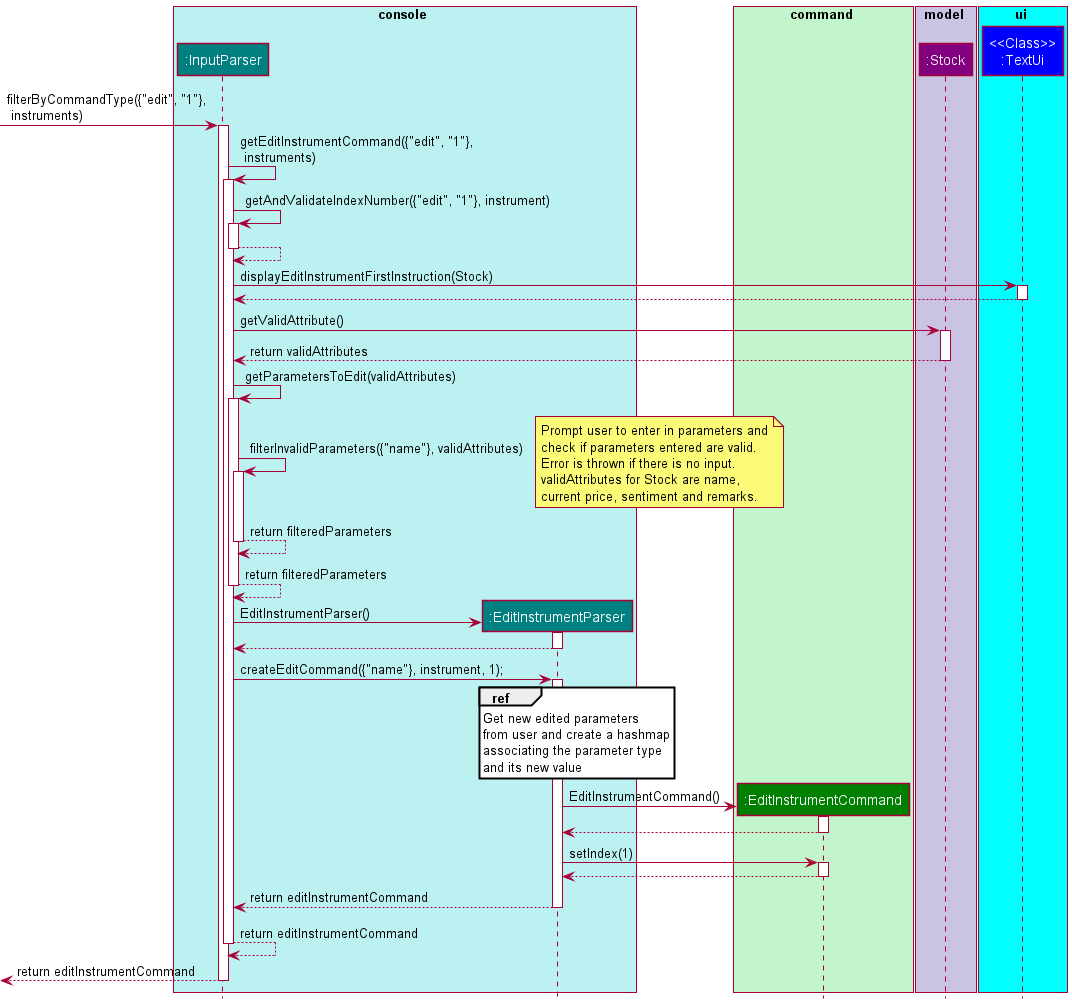 console
command
model
ui
:InputParser
:Stock
<<Class>>
:TextUi
filterByCommandType({"edit", "1"},
instruments)
getEditInstrumentCommand({"edit", "1"},
instruments)
getAndValidateIndexNumber({"edit", "1"}, instrument)
displayEditInstrumentFirstInstruction(Stock)
getValidAttribute()
return validAttributes
getParametersToEdit(validAttributes)
Prompt user to enter in parameters and
check if parameters entered are valid.
Error is thrown if there is no input.
validAttributes for Stock are name,
current price, sentiment and remarks.
filterInvalidParameters({"name"}, validAttributes)
return filteredParameters
return filteredParameters
EditInstrumentParser()
:EditInstrumentParser
createEditCommand({"name"}, instrument, 1);
ref
Get new edited parameters
from user and create a hashmap
associating the parameter type
and its new value
EditInstrumentCommand()
:EditInstrumentCommand
setIndex(1)
return editInstrumentCommand
return editInstrumentCommand
return editInstrumentCommand